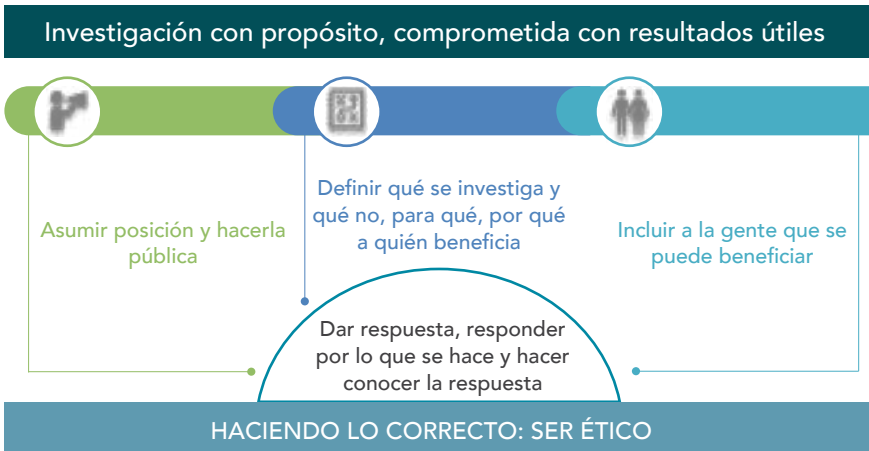 Investigación con propósito, comprometida con resultados útiles
Asumir posición y hacerla
pública
Definir qué se investiga y
qué no, para qué, por qué
a quién beneficia
Incluir a la gente que se
puede beneficiar
Dar respuesta, responder
por lo que se hace y hacer
conocer la respuesta
HACIENDO LO CORRECTO: SER ÉTICO